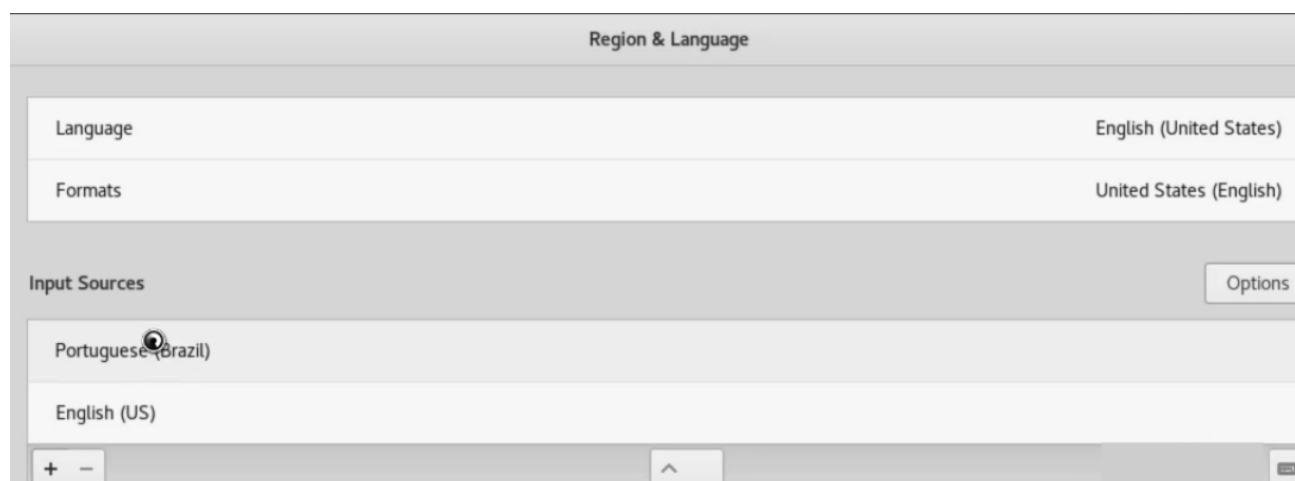 Region & Language
Language English (United States)
Formats United States (English)
Input Sources Options
Portuguese (Brazil)
English (US)